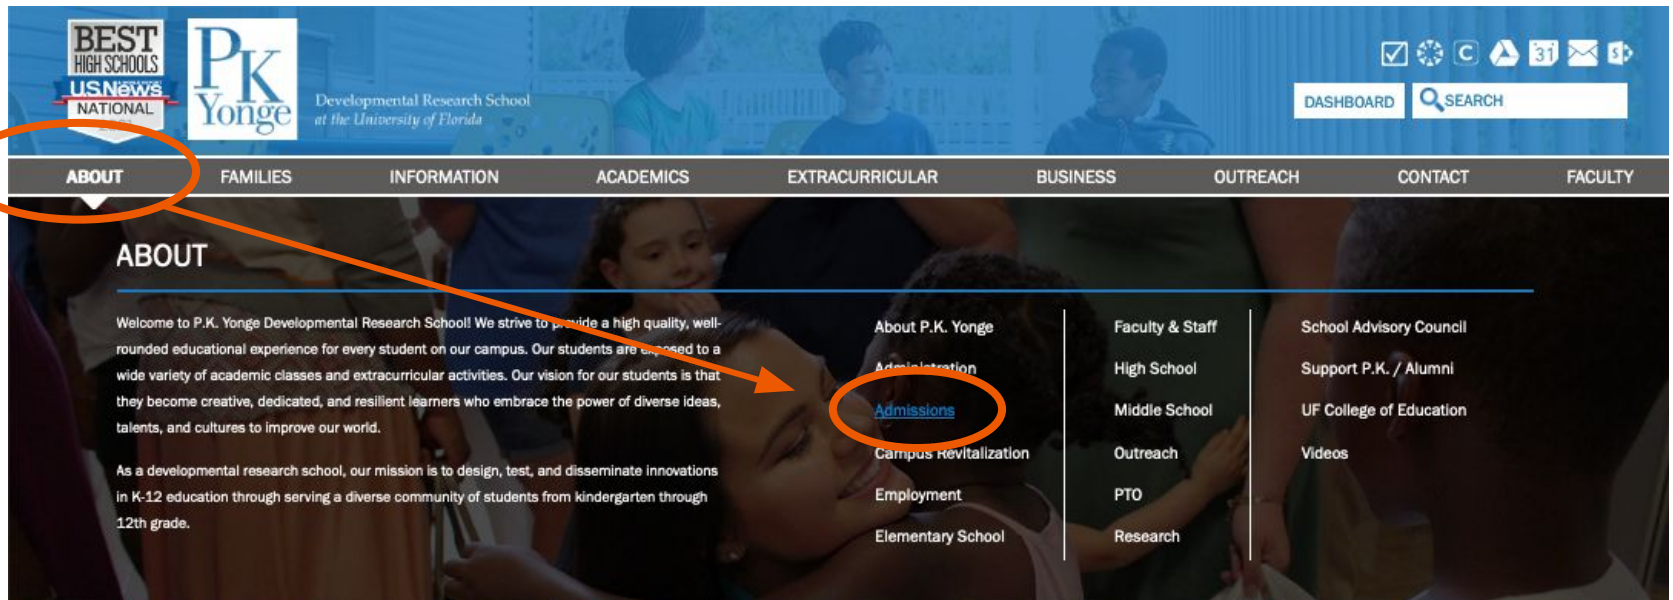 BEST
HIGH SCHOOLS
U.S.News
NATIONAL
PK
Yonge
Developmental Research School
at the University of Florida
C
31
S
DASHBOARD
SEARCH
ABOUT
FAMILIES
INFORMATION
ACADEMICS
EXTRACURRICULAR
BUSINESS
OUTREACH
CONTACT
FACULTY
ABOUT
Welcome to P.K. Yonge Developmental Research School! We strive to provide a high quality, well-
rounded educational experience for every student on our campus. Our students are exposed to a
wide variety of academic classes and extracurricular activities. Our vision for our students is that
they become creative, dedicated, and resilient learners who embrace the power of diverse ideas,
talents, and cultures to improve our world.
As a developmental research school, our mission is to design, test, and disseminate innovations
in K-12 education through serving a diverse community of students from kindergarten through
12th grade.
About P.K. Yonge
Administration
Admissions
Campus Revitalization
Employment
Elementary School
Faculty & Staff
High School
Middle School
Outreach
PTO
Research
School Advisory Council
Support P.K. / Alumni
UF College of Education
Videos